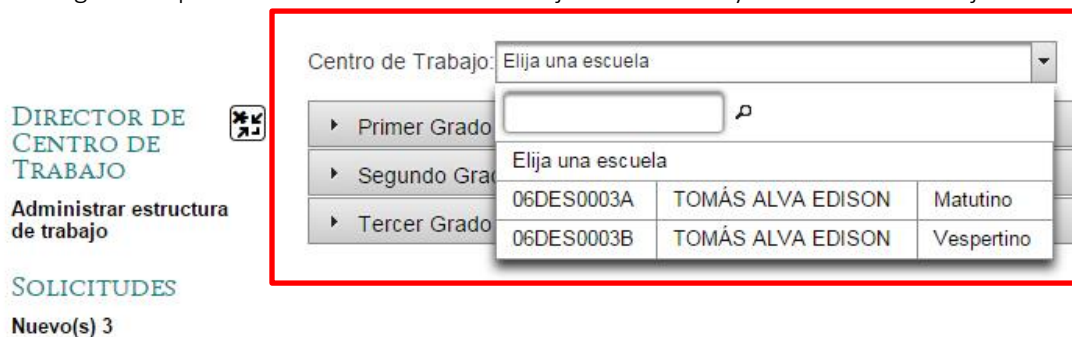 Centro de Trabajo: Elija una escuela
DIRECTOR DE
CENTRO DE
TRABAJO
Administrar estructura
de trabajo
SOLICITUDES
Nuevo(s) 3
Primer Grado
Segundo
Tercer Grado
Elija una escuela
06DES0003A TOMÁS ALVA EDISON Matutino
06DES0003B TOMÁS ALVA EDISON Vespertino